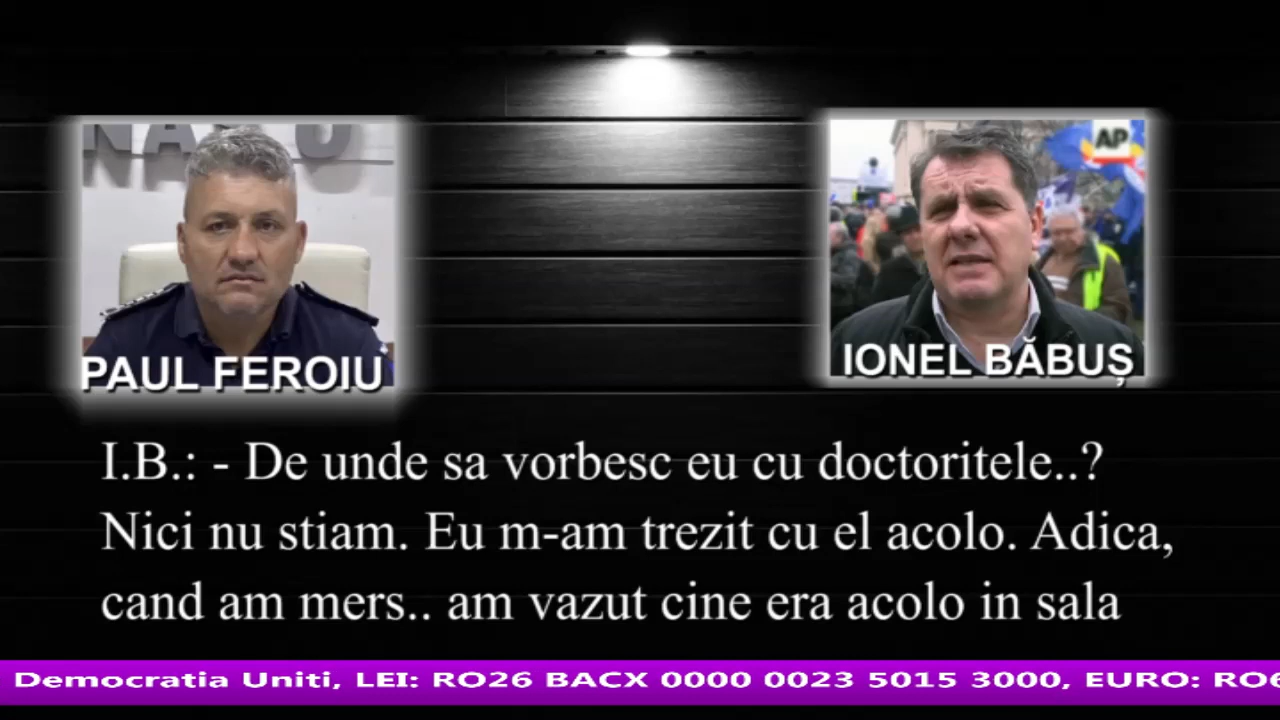 NAȚO
AP
PAUL FEROIU
IONEL BĂBUȘ
I.B.: - De unde sa vorbesc eu cu doctoritele..?
Nici nu stiam. Eu m-am trezit cu el acolo. Adica,
cand am mers.. am vazut cine era acolo in sala
Democratia Uniti, LEI: RO26 BACX 0000 0023 5015 3000, EURO: RO6